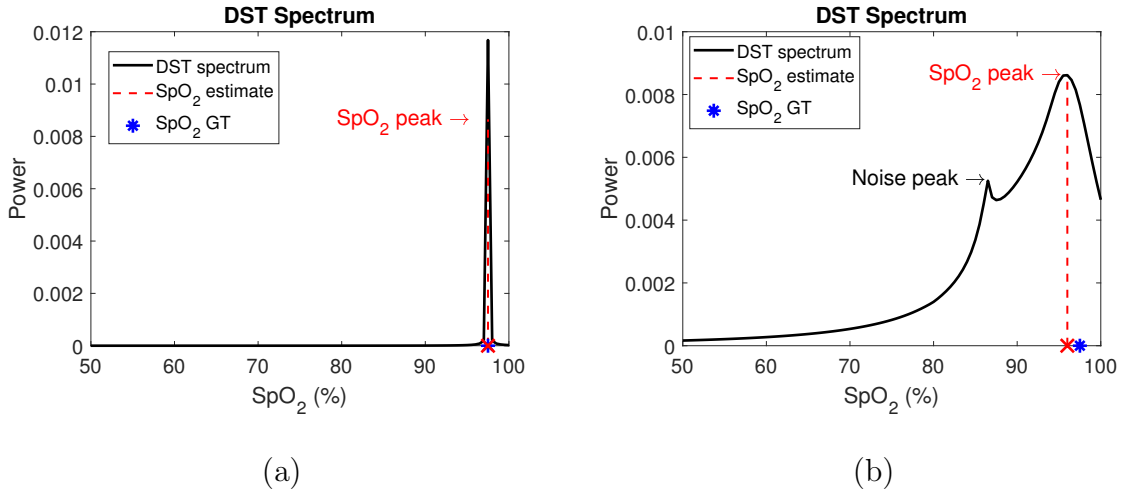 DST Spectrum
0.012
0.01
0.008
0.006
0.004
0.002
0
Power
DST spectrum
SpO2 estimate
SpO2 GT
SpO2 peak →
50 60 70 80 90 100
SpO2 (%)
(a)
DST Spectrum
0.01
0.008
0.006
0.004
0.002
0
Power
DST spectrum
SpO2 estimate
SpO2 GT
SpO2 peak →
Noise peak →
50 60 70 80 90 100
SpO2 (%)
(b)